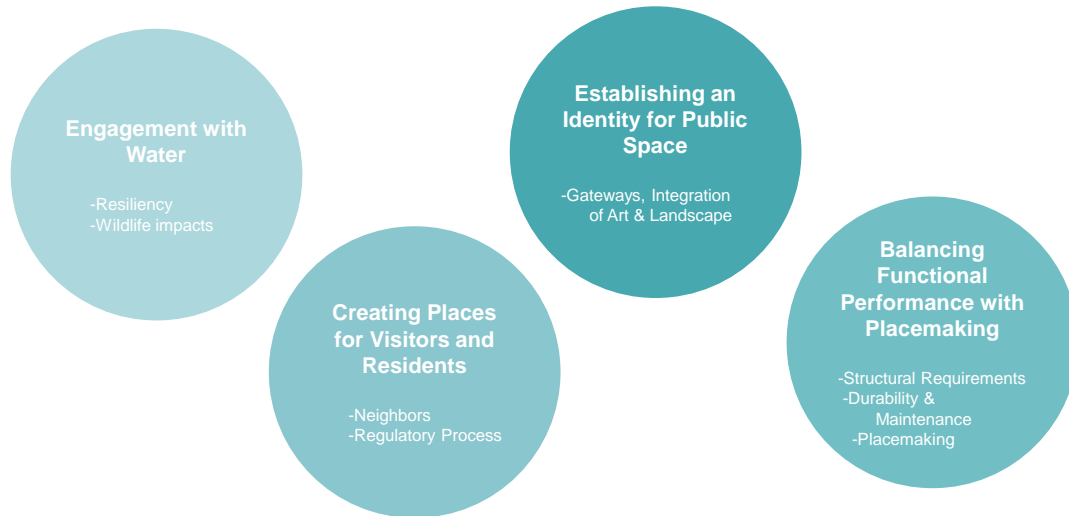 Engagement with
Water
-Resiliency
-Wildlife impacts
Creating Places
for Visitors and
Residents
-Neighbors
-Regulatory Process
Establishing an
Identity for Public
Space
-Gateways, Integration
of Art & Landscape
Balancing
Functional
Performance with
Placemaking
-Structural Requirements
-Durability &
Maintenance
-Placemaking